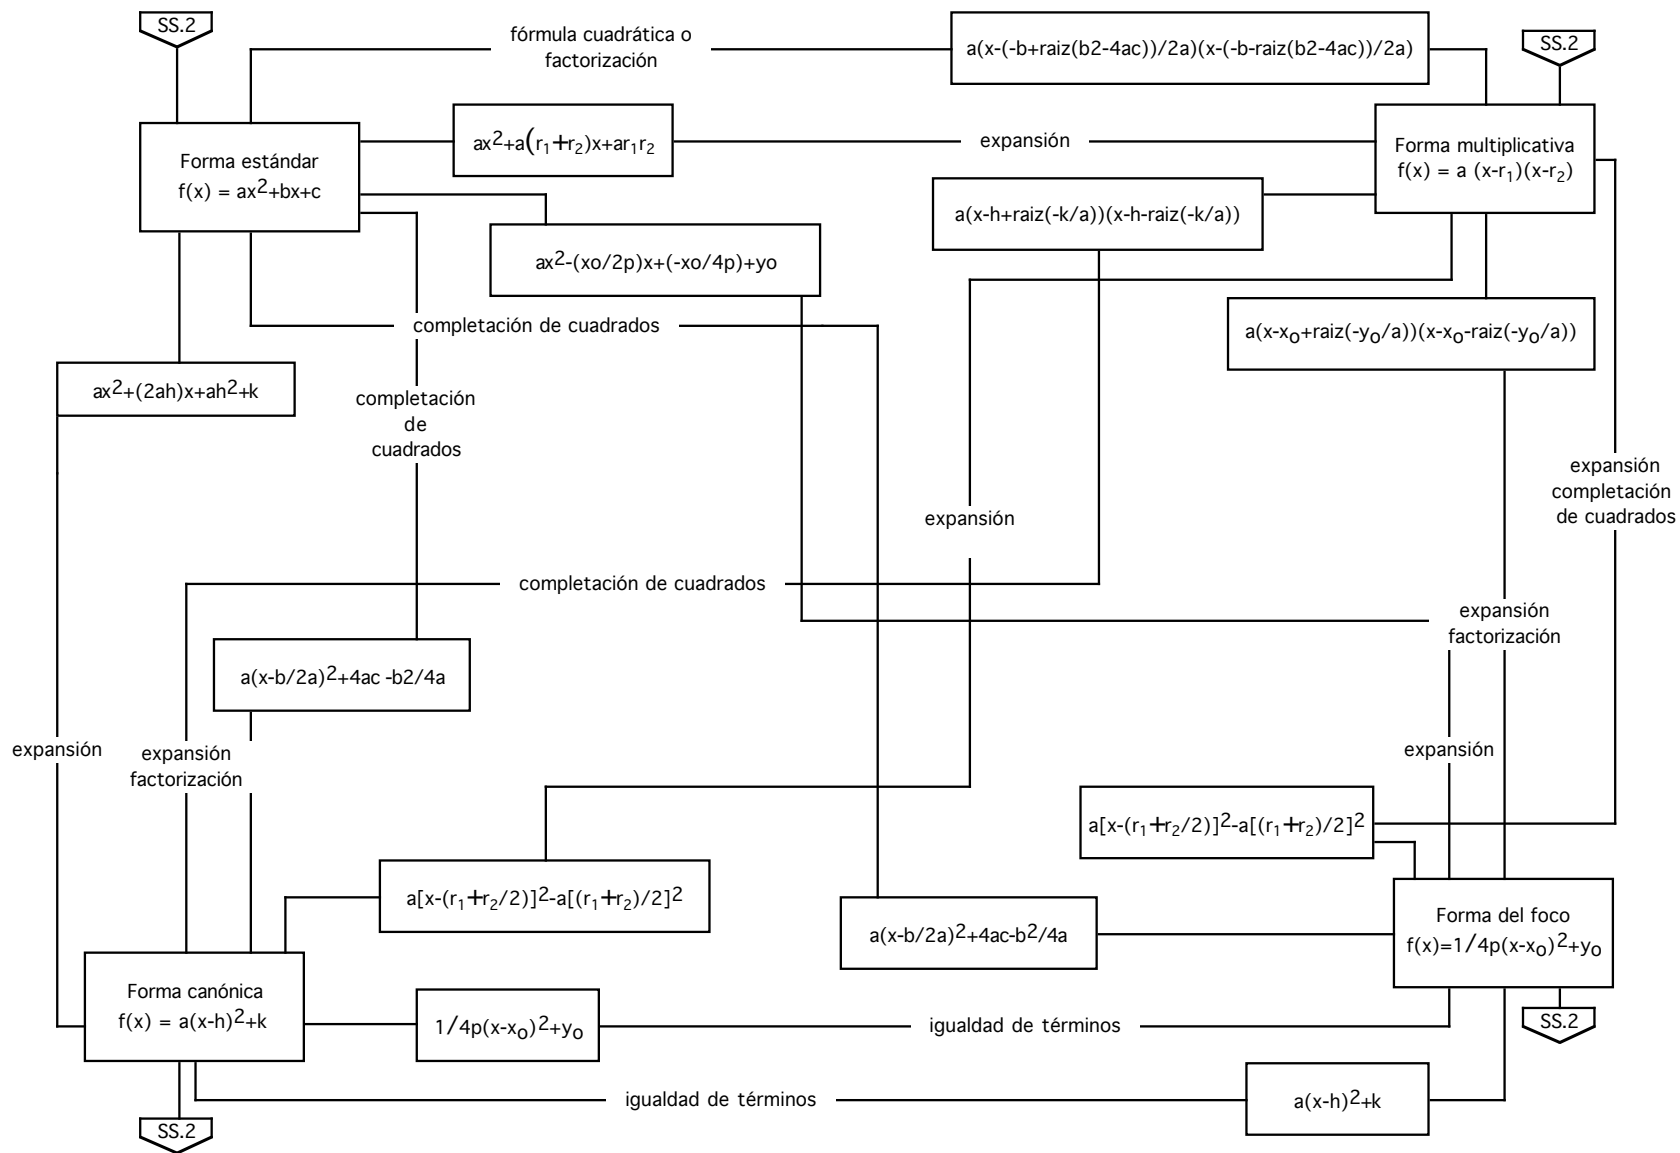 SS.2
fórmula cuadrática o
factorización
a(x-(-b+raiz(b2-4ac))/2a)(x-(-b-raiz(b2-4ac))/2a)
SS.2
Forma estándar
f(x) = ax²+bx+c
ax²+a(r₁+r₂)x+ar₁r₂
expansión
Forma multiplicativa
f(x) = a (x-r₁)(x-r₂)
a(x-h+raiz(-k/a))(x-h-raiz(-k/a))
ax²-(xo/2p)x+(-xo/4p)+yo
completación de cuadrados
a(x-xₒ+raiz(-yₒ/a))(x-xₒ-raiz(-yₒ/a))
ax²+(2ah)x+ah²+k
completación
de
cuadrados
expansión
completación
de cuadrados
expansión
completación de cuadrados
expansión
factorización
a(x-b/2a)²+4ac -b2/4a
expansión
expansión
factorización
expansión
a[x-(r₁+r₂/2)]²-a[(r₁+r₂)/2]²
a[x-(r₁+r₂/2)]²-a[(r₁+r₂)/2]²
a(x-b/2a)²+4ac-b²/4a
Forma del foco
f(x)=1/4p(x-xₒ)²+yₒ
Forma canónica
f(x) = a(x-h)²+k
1/4p(x-xₒ)²+yₒ
igualdad de términos
SS.2
igualdad de términos
a(x-h)²+k
SS.2